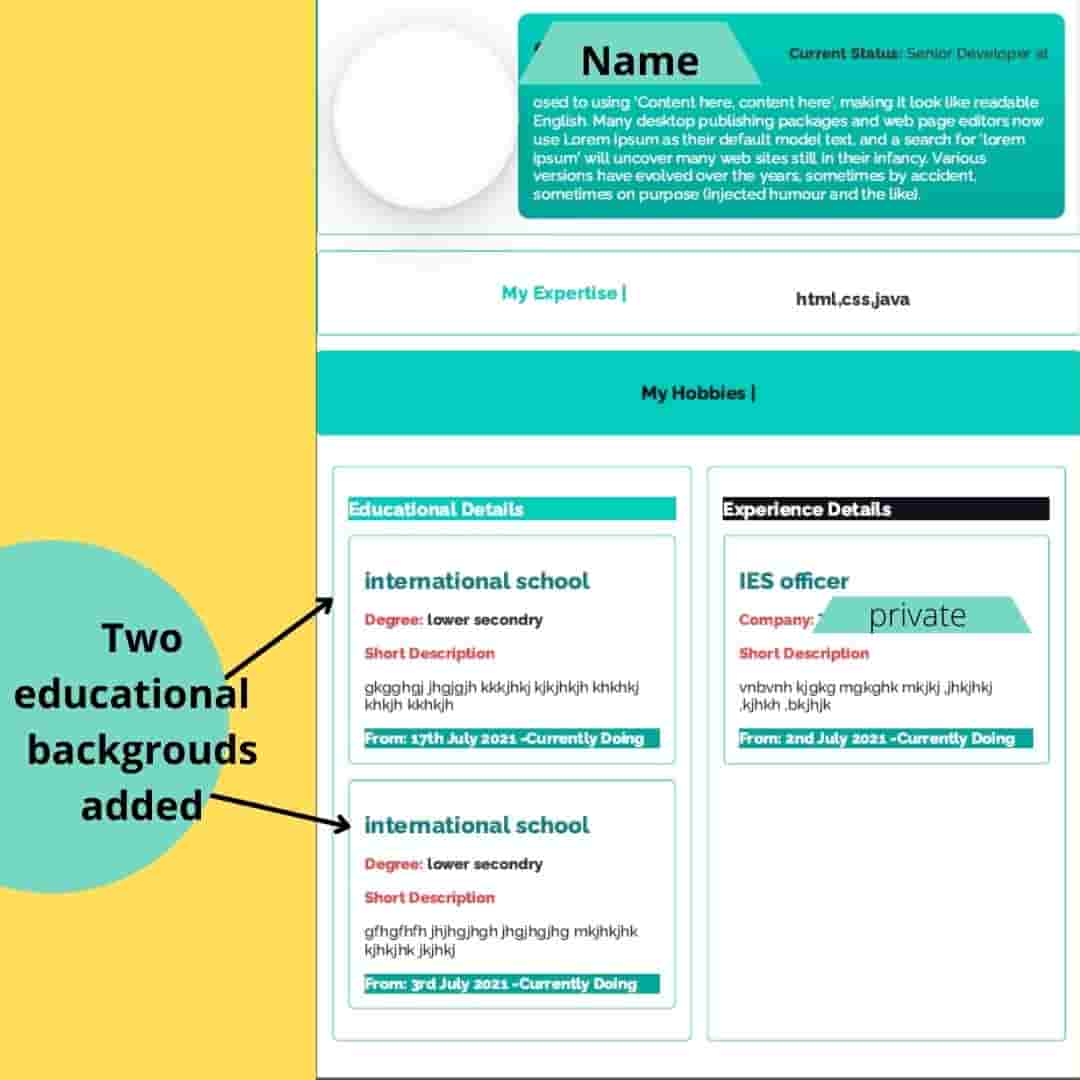 Name
Current Status: Senior Developer at
osed to using 'Content here, content here', making it look like readable
English. Many desktop publishing packages and web page editors now
use Lorem Ipsum as their default model text, and a search for 'lorem
ipsum' will uncover many web sites still in their infancy. Various
versions have evolved over the years, sometimes by accident,
sometimes on purpose (injected humour and the like).
My Expertise |
html,css,java
My Hobbies |
Educational Details
international school
Degree: lower secondry
Short Description
gkgghgj jhgjgjh kkkjhkj kjkjhkjh khkhkj
khkjh kkhkjh
From: 17th July 2021 -Currently Doing
international school
Degree: lower secondry
Short Description
gfhgfhfh jhjhgjhgh jhgjhgjhg mkjhkjhk
kjhkjhk jkjhkj
From: 3rd July 2021 -Currently Doing
Experience Details
IES officer
Company:
private
Short Description
vnbvnh kjgkg mgkghk mkjkj ,jhkjhkj
,kjhkh ,bkjhjk
From: 2nd July 2021 -Currently Doing
Two
educational
backgrouds
added